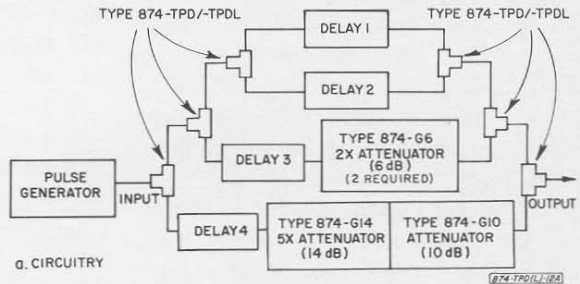 TYPE 874-TPD/-TPDL
TYPE 874-TPD/-TPDL
DELAY 1
DELAY 2
DELAY 3
TYPE 874-G6
2X ATTENUATOR
(6 dB)
(2 REQUIRED)
PULSE
GENERATOR
INPUT
OUTPUT
DELAY 4
TYPE 874-G14
5X ATTENUATOR
(14 dB)
TYPE 874-G10
ATTENUATOR
(10 dB)
a. CIRCUITRY
874-TPD(L)-12A